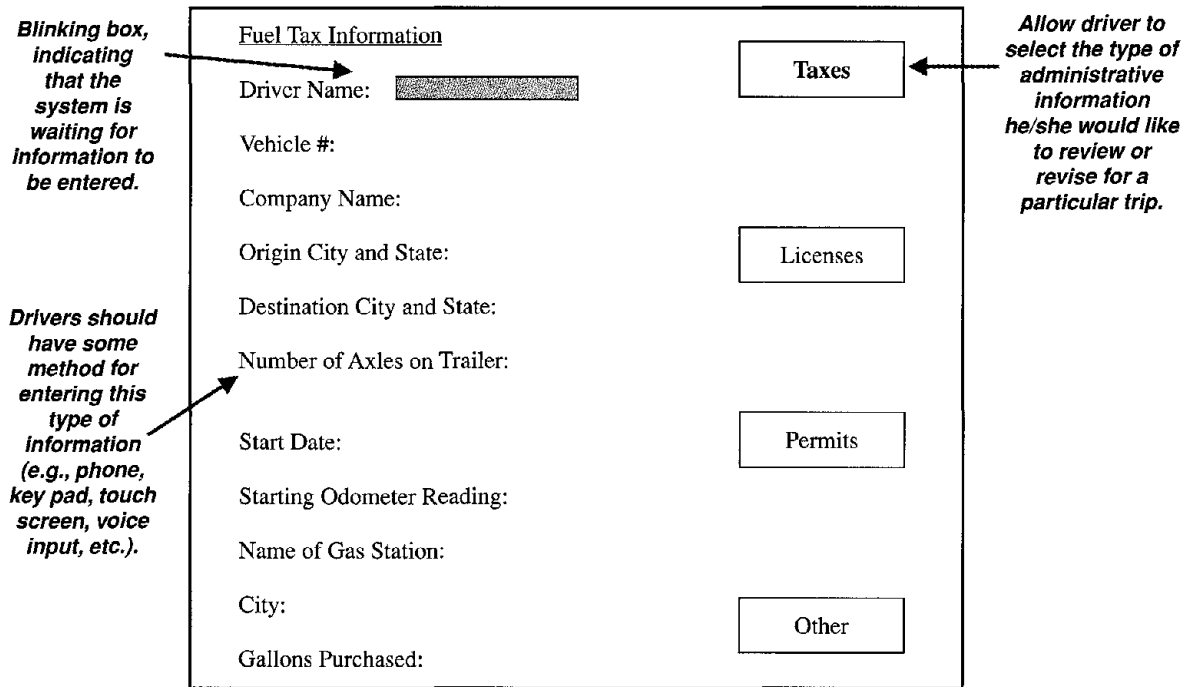 Blinking box,
indicating
that the
system is
waiting for
information to
be entered.
Drivers should
have some
method for
entering this
type of
information
(e.g., phone,
key pad, touch
screen, voice
input, etc.).
Fuel Tax Information
Driver Name:
Vehicle #:
Company Name:
Origin City and State:
Destination City and State:
Number of Axles on Trailer:
Start Date:
Starting Odometer Reading:
Name of Gas Station:
City:
Gallons Purchased:
Taxes
Licenses
Permits
Other
Allow driver to
select the type of
administrative
information
he/she would like
to review or
revise for a
particular trip.